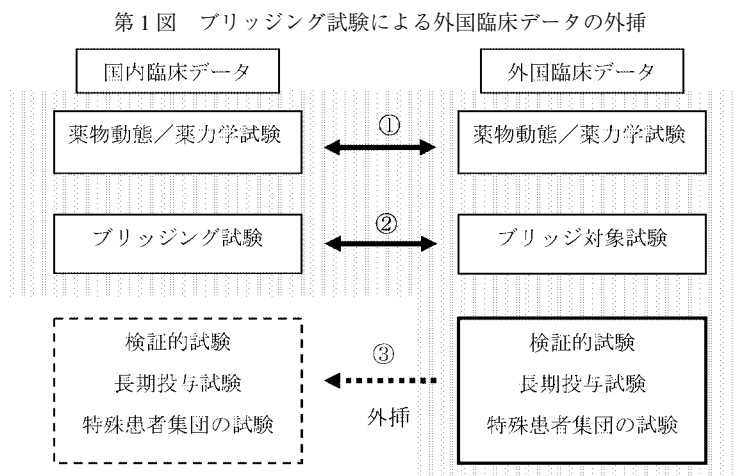 第1図 ブリッジング試験による外国臨床データの外挿
国内臨床データ
外国臨床データ
薬物動態／薬力学試験
①
薬物動態／薬力学試験
ブリッジング試験
②
ブリッジ対象試験
検証的試験
長期投与試験
特殊患者集団の試験
③
外挿
検証的試験
長期投与試験
特殊患者集団の試験